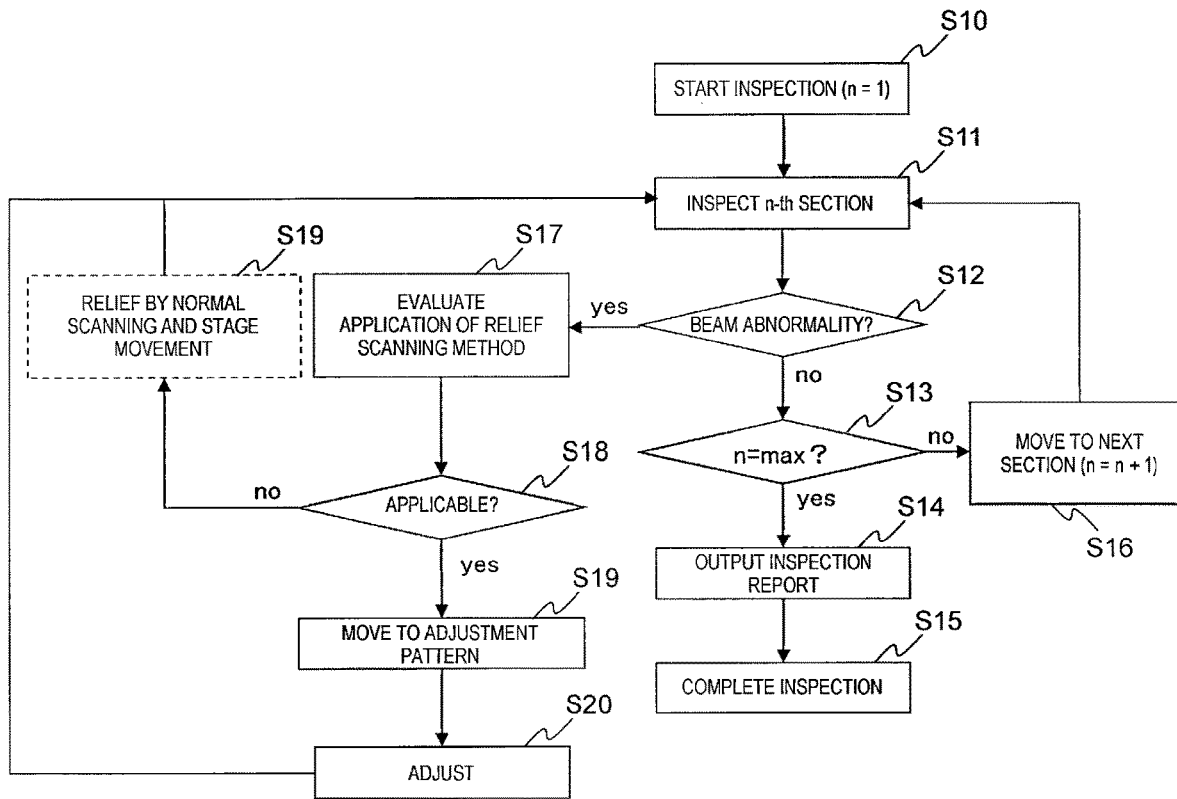 S10
START INSPECTION (n = 1)
S11
INSPECT n-th SECTION
S19
RELIEF BY NORMAL
SCANNING AND STAGE
MOVEMENT
S17
EVALUATE
APPLICATION OF RELIEF
SCANNING METHOD
yes
S12
BEAM ABNORMALITY?
no
S13
n=max ?
no
MOVE TO NEXT
SECTION (n = n + 1)
S16
yes
S18
APPLICABLE?
no
yes
S14
OUTPUT INSPECTION
REPORT
S19
MOVE TO ADJUSTMENT
PATTERN
S15
COMPLETE INSPECTION
S20
ADJUST